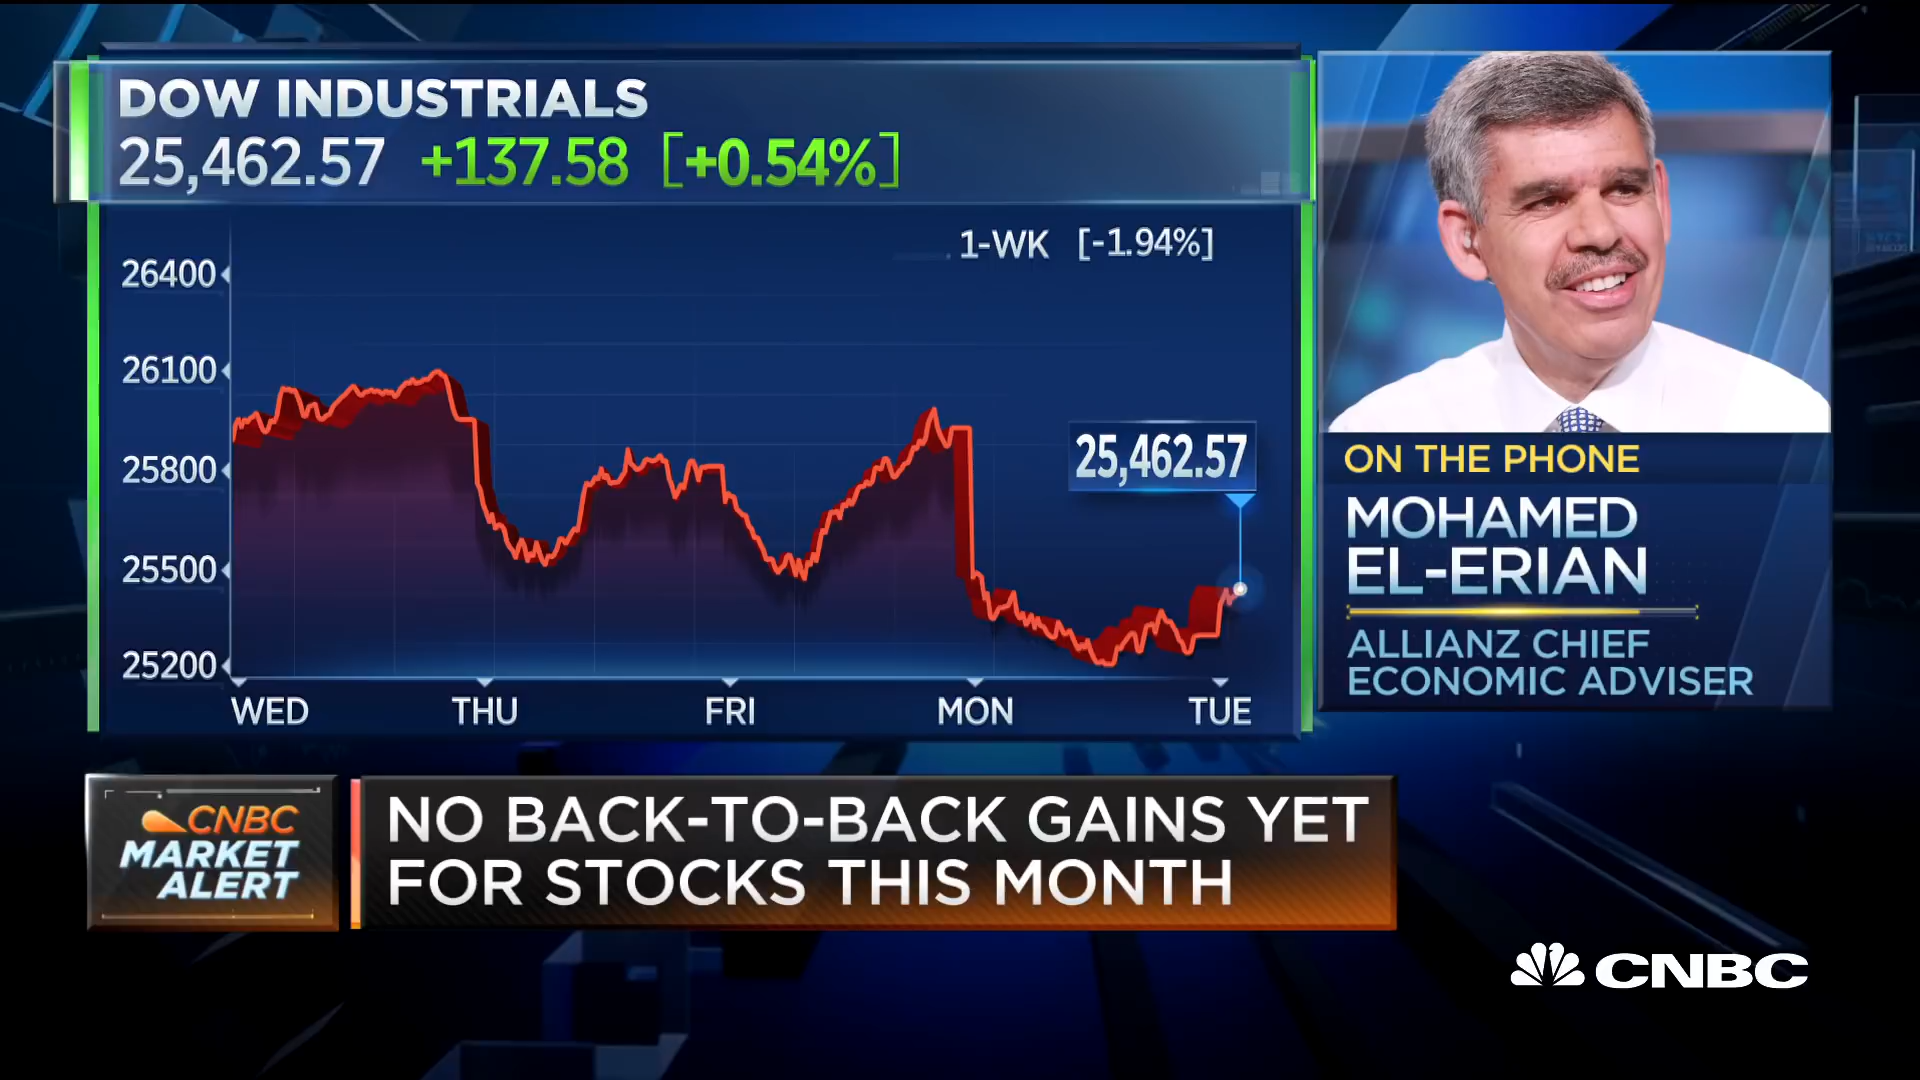 DOW INDUSTRIALS
25,462.57 +137.58 [+0.54%]
1-WK [-1.94%]
26400
26100
25800
25500
25200
25,462.57
WED THU FRI MON TUE
ON THE PHONE
MOHAMED
EL-ERIAN
ALLIANZ CHIEF
ECONOMIC ADVISER
CNBC
MARKET
ALERT
NO BACK-TO-BACK GAINS YET
FOR STOCKS THIS MONTH
CNBC